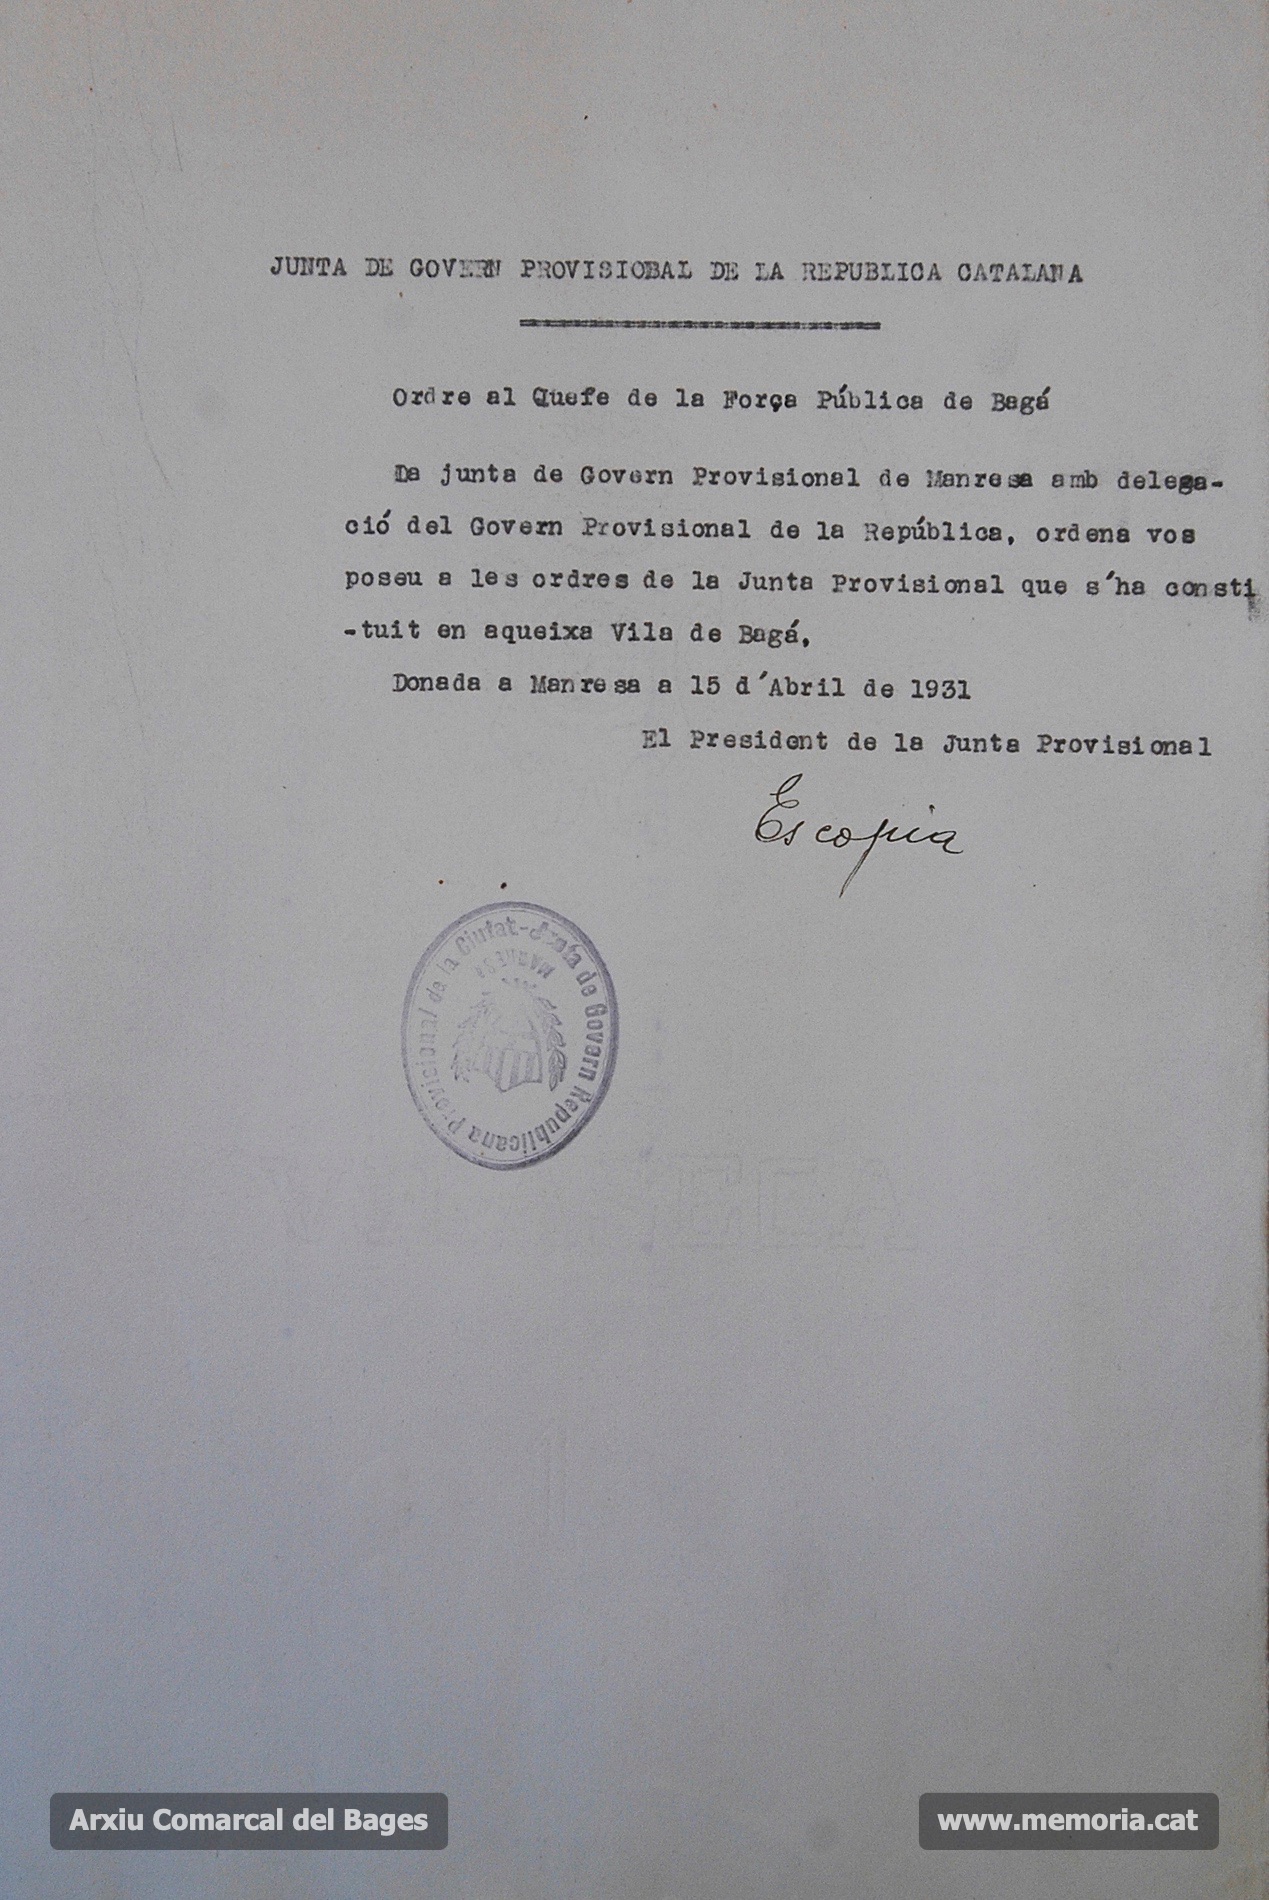 JUNTA DE GOVERN PROVISIOBAL DE LA REPUBLICA CATALANA
Ordre al Quefe de la Força Pública de Bagá
La junta de Govern Provisional de Manresa amb delega-
ció del Govern Provisional de la República, ordena vos
poseu a les ordres de la Junta Provisional que s'ha consti
-tuit en aqueixa Vila de Bagá,
Donada a Manresa a 15 d'Abril de 1931
El President de la Junta Provisional
Es copia
Junta de Govarn Republicana Provicional de la Ciutat-
MANRESA
Arxiu Comarcal del Bages
www.memoria.cat